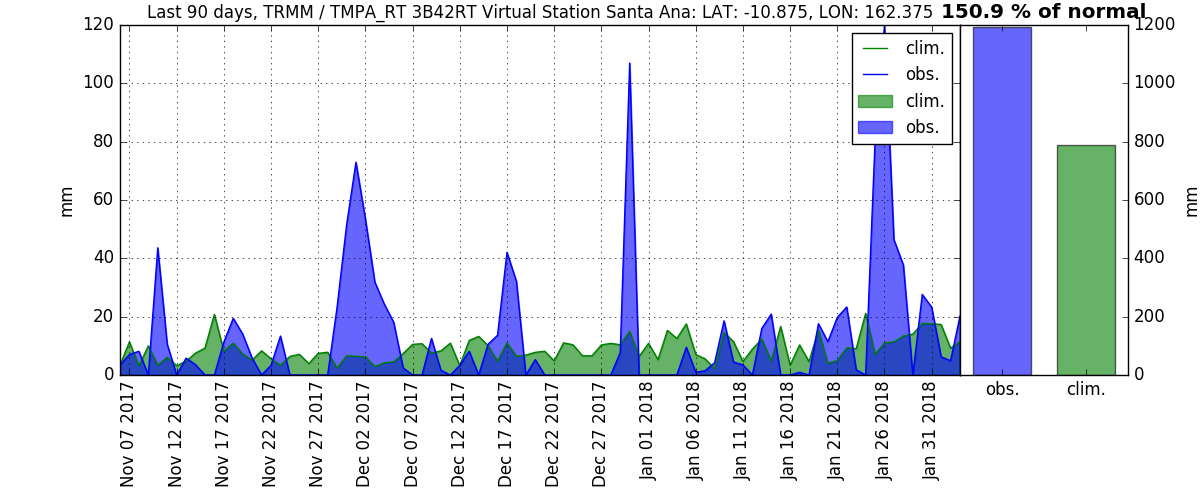 Last 90 days, TRMM / TMPA_RT 3B42RT Virtual Station Santa Ana: LAT: -10.875, LON: 162.375 150.9 % of normal
120
100
80
60
40
20
0
mm
clim.
obs.
clim.
obs.
1200
1000
800
600
400
200
0
mm
Nov 07 2017
Nov 12 2017
Nov 17 2017
Nov 22 2017
Nov 27 2017
Dec 02 2017
Dec 07 2017
Dec 12 2017
Dec 17 2017
Dec 22 2017
Dec 27 2017
Jan 01 2018
Jan 06 2018
Jan 11 2018
Jan 16 2018
Jan 21 2018
Jan 26 2018
Jan 31 2018
obs.
clim.